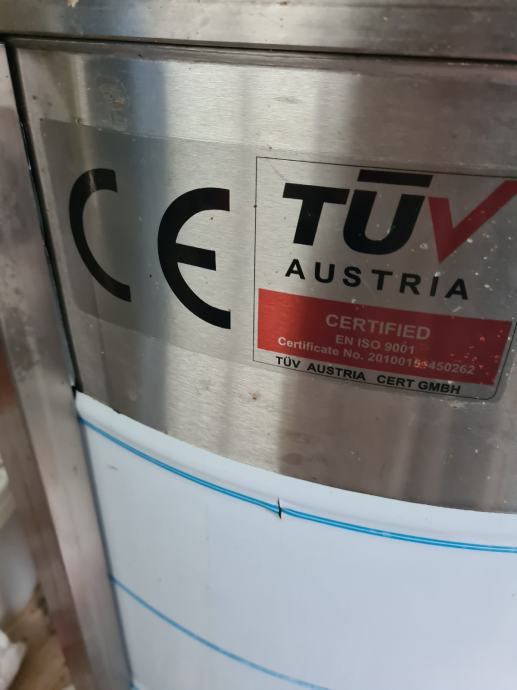 CE
TÜV
AUSTRIA
CERTIFIED
EN ISO 9001
Certificate No.
TÜV AUSTRIA CERT GMBH